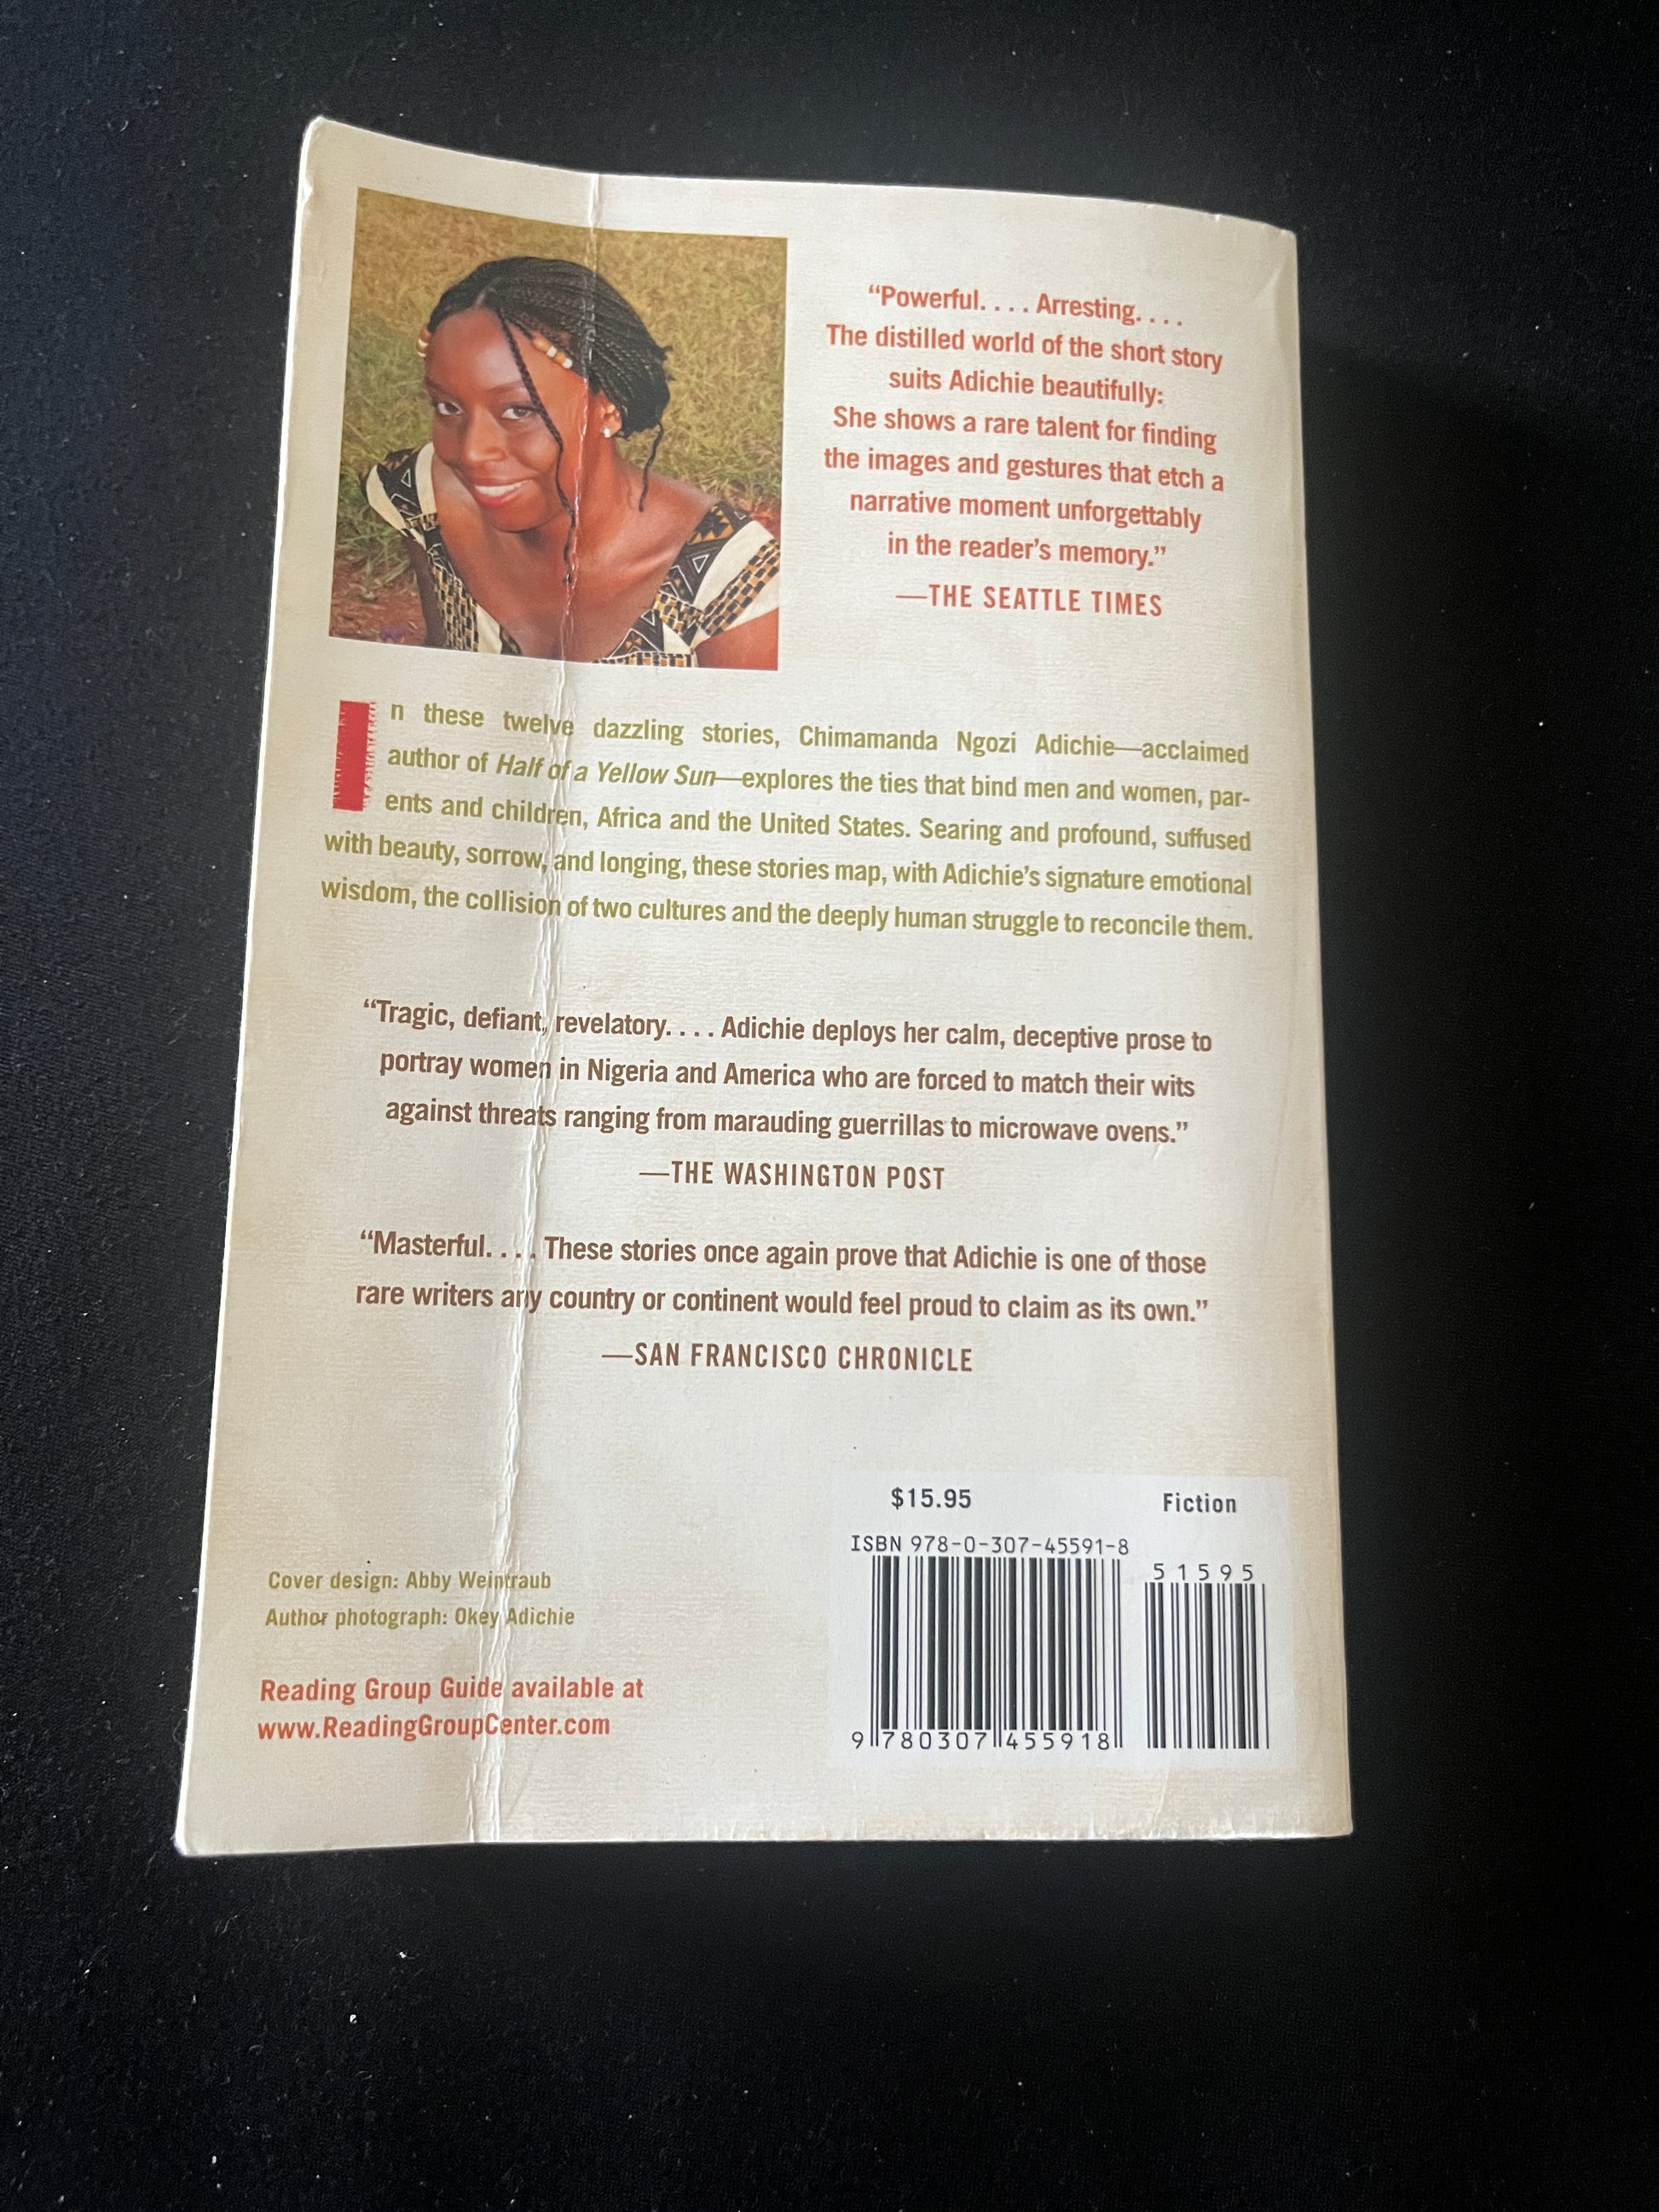 “Powerful. . . . Arresting. . . .
The distilled world of the short story
suits Adichie beautifully:
She shows a rare talent for finding
the images and gestures that etch a
narrative moment unforgettably
in the reader’s memory.”
—THE SEATTLE TIMES
In these twelve dazzling stories, Chimamanda Ngozi Adichie—acclaimed
author of Half of a Yellow Sun—explores the ties that bind men and women, par-
ents and children, Africa and the United States. Searing and profound, suffused
with beauty, sorrow, and longing, these stories map, with Adichie’s signature emotional
wisdom, the collision of two cultures and the deeply human struggle to reconcile them.
“Tragic, defiant, revelatory. . . . Adichie deploys her calm, deceptive prose to
portray women in Nigeria and America who are forced to match their wits
against threats ranging from marauding guerrillas to microwave ovens.”
—THE WASHINGTON POST
“Masterful. . . . These stories once again prove that Adichie is one of those
rare writers any country or continent would feel proud to claim as its own.”
—SAN FRANCISCO CHRONICLE
Cover design: Abby Weintraub
Author photograph: Okey Adichie
Reading Group Guide available at
www.ReadingGroupCenter.com
$15.95 Fiction
ISBN 978-0-307-45591-8
51595
9 780307 455918